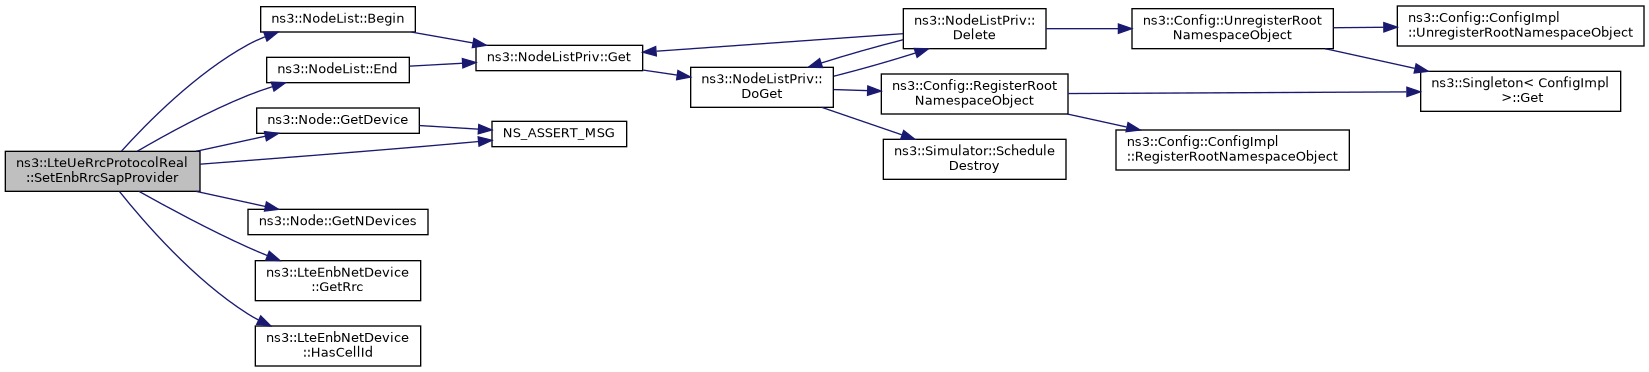 ns3::LteUeRrcProtocolReal
::SetEnbRrcSapProvider
ns3::NodeList::Begin
ns3::NodeList::End
ns3::Node::GetDevice
ns3::Node::GetNDevices
ns3::LteEnbNetDevice
::GetRrc
ns3::LteEnbNetDevice
::HasCellId
ns3::NodeListPriv::Get
NS_ASSERT_MSG
ns3::NodeListPriv::
DoGet
ns3::NodeListPriv::
Delete
ns3::Config::RegisterRoot
NamespaceObject
ns3::Simulator::Schedule
Destroy
ns3::Config::UnregisterRoot
NamespaceObject
ns3::Config::ConfigImpl
::RegisterRootNamespaceObject
ns3::Config::ConfigImpl
::UnregisterRootNamespaceObject
ns3::Singleton< ConfigImpl
>::Get